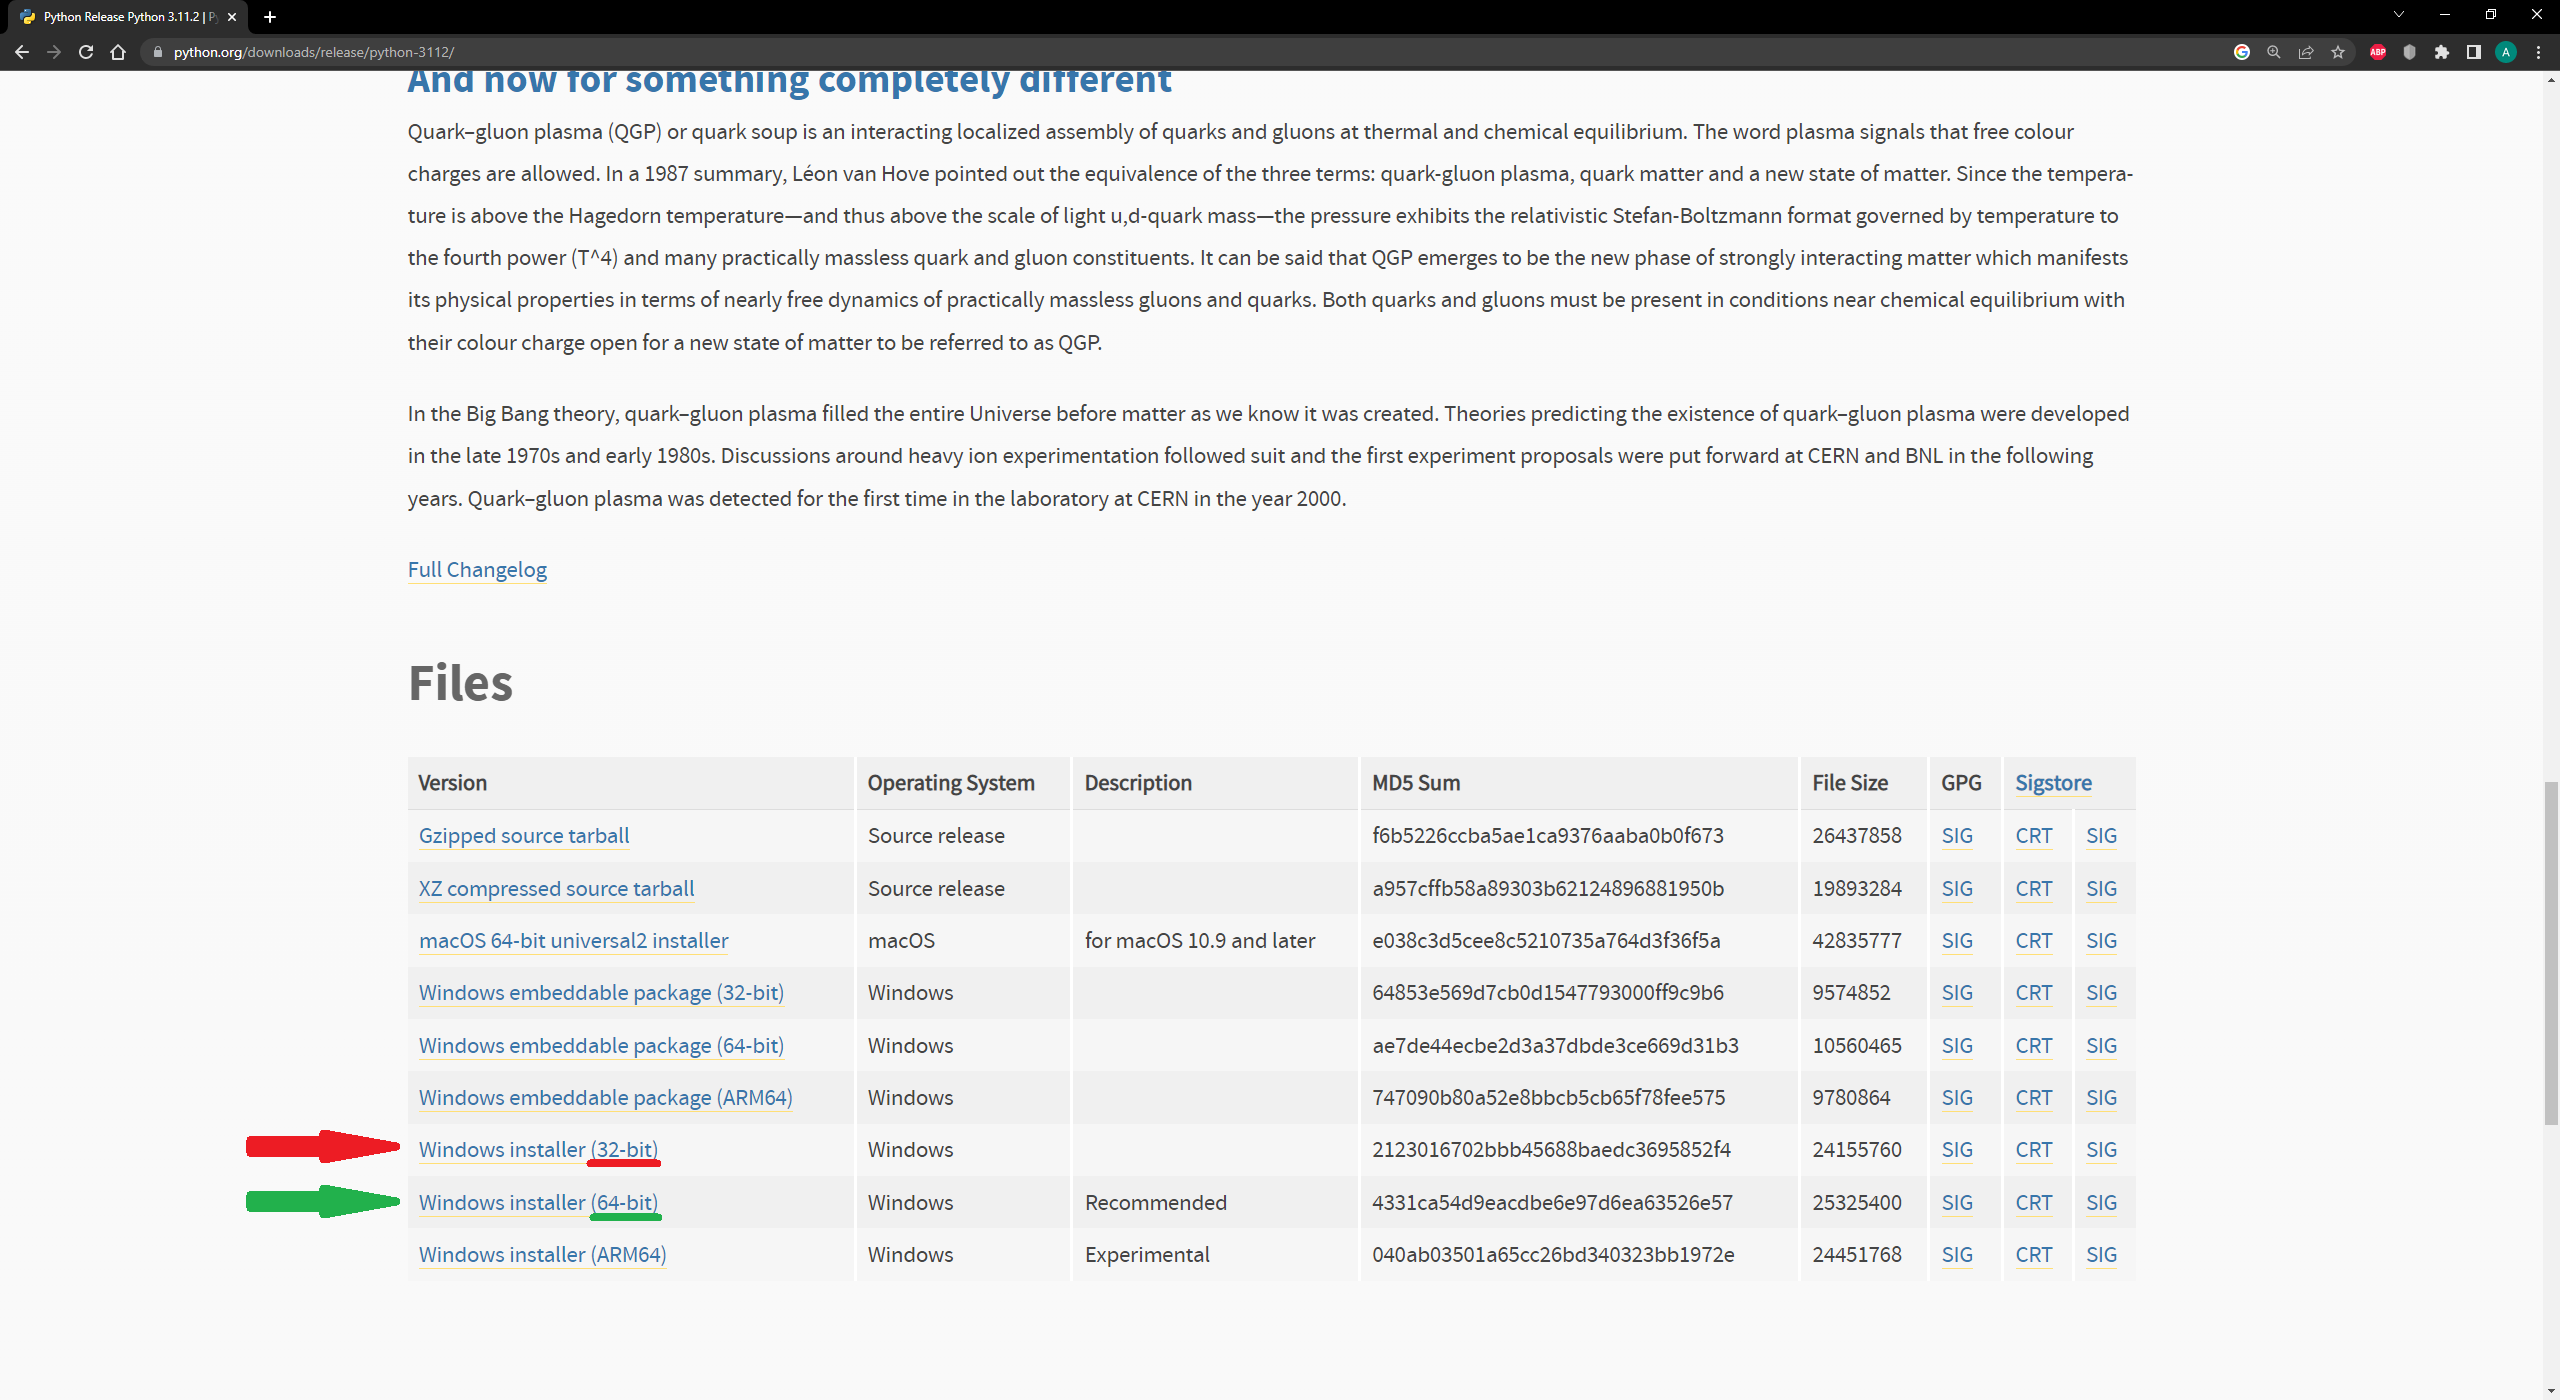 Python Release Python 3.11.2 | P
python.org/downloads/release/python-3112/
ABP
A
And now for something completely different
Quark–gluon plasma (QGP) or quark soup is an interacting localized assembly of quarks and gluons at thermal and chemical equilibrium. The word plasma signals that free colour
charges are allowed. In a 1987 summary, Léon van Hove pointed out the equivalence of the three terms: quark-gluon plasma, quark matter and a new state of matter. Since the tempera-
ture is above the Hagedorn temperature—and thus above the scale of light u,d-quark mass—the pressure exhibits the relativistic Stefan-Boltzmann format governed by temperature to
the fourth power (T^4) and many practically massless quark and gluon constituents. It can be said that QGP emerges to be the new phase of strongly interacting matter which manifests
its physical properties in terms of nearly free dynamics of practically massless gluons and quarks. Both quarks and gluons must be present in conditions near chemical equilibrium with
their colour charge open for a new state of matter to be referred to as QGP.
In the Big Bang theory, quark–gluon plasma filled the entire Universe before matter as we know it was created. Theories predicting the existence of quark–gluon plasma were developed
in the late 1970s and early 1980s. Discussions around heavy ion experimentation followed suit and the first experiment proposals were put forward at CERN and BNL in the following
years. Quark–gluon plasma was detected for the first time in the laboratory at CERN in the year 2000.
Full Changelog
Files
Version Operating System Description MD5 Sum File Size GPG Sigstore
Gzipped source tarball Source release f6b5226ccba5ae1ca9376aaba0b0f673 26437858 SIG CRT SIG
XZ compressed source tarball Source release a957cffb58a89303b62124896881950b 19893284 SIG CRT SIG
macOS 64-bit universal2 installer macOS for macOS 10.9 and later e038c3d5cee8c5210735a764d3f36f5a 42835777 SIG CRT SIG
Windows embeddable package (32-bit) Windows 64853e569d7cb0d1547793000ff9c9b6 9574852 SIG CRT SIG
Windows embeddable package (64-bit) Windows ae7de44ecbe2d3a37dbde3ce669d31b3 10560465 SIG CRT SIG
Windows embeddable package (ARM64) Windows 747090b80a52e8bbcb5cb65f78fee575 9780864 SIG CRT SIG
Windows installer (32-bit) Windows 2123016702bbb45688baedc3695852f4 24155760 SIG CRT SIG
Windows installer (64-bit) Windows Recommended 4331ca54d9eacdbe6e97d6ea63526e57 25325400 SIG CRT SIG
Windows installer (ARM64) Windows Experimental 040ab03501a65cc26bd340323bb1972e 24451768 SIG CRT SIG